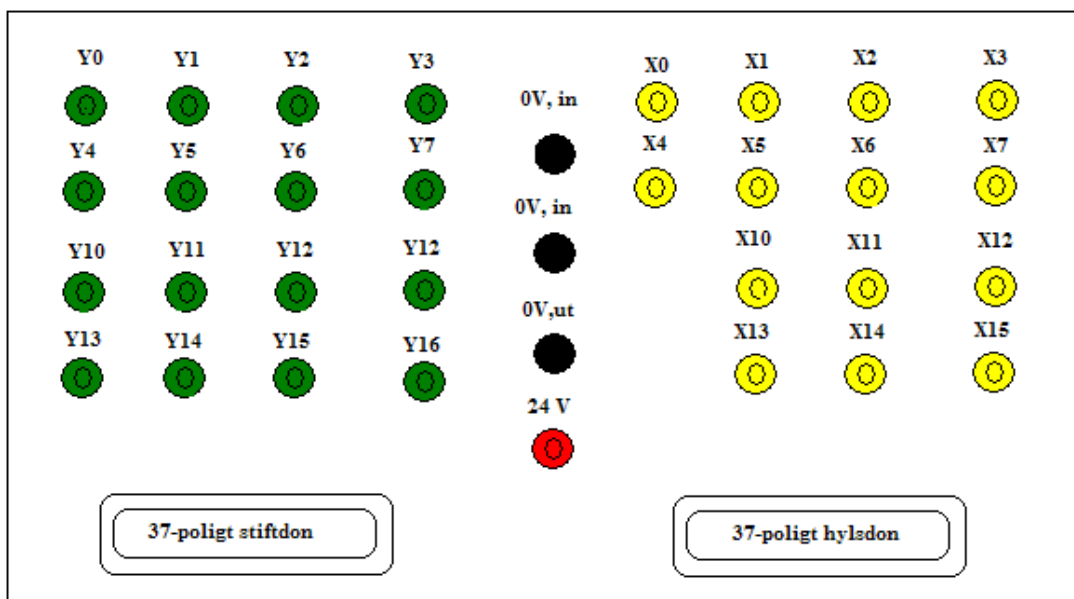 Y0 Y1 Y2 Y3
Y4 Y5 Y6 Y7
Y10 Y11 Y12 Y12
Y13 Y14 Y15 Y16
0V, in
0V, in
0V,ut
24 V
X0 X1 X2 X3
X4 X5 X6 X7
X10 X11 X12
X13 X14 X15
37-poligt stiftdon
37-poligt hylsdon